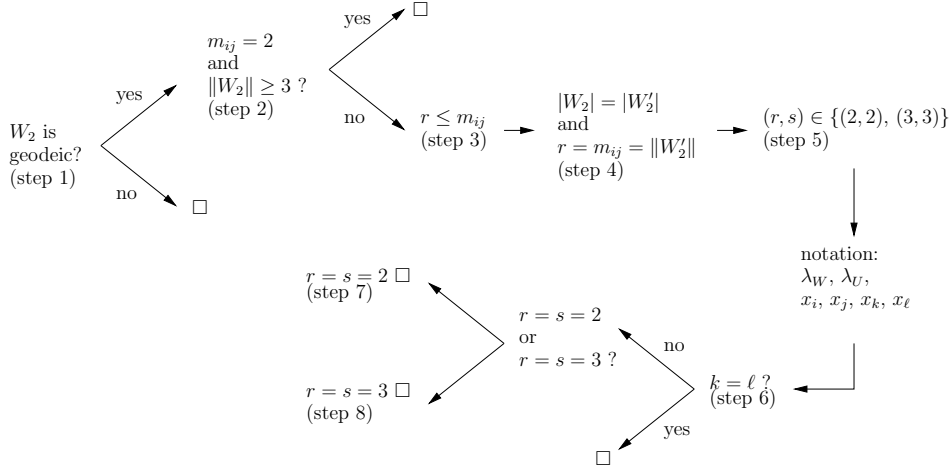 W₂ is
geodeic?
(step 1)
yes
no
□
m_{ij} = 2
and
‖W₂‖ ≥ 3 ?
(step 2)
yes
□
no
r ≤ m_{ij}
(step 3)
|W₂| = |W₂′|
and
r = m_{ij} = ‖W₂′‖
(step 4)
(r, s) ∈ {(2, 2), (3, 3)}
(step 5)
notation:
λ_W, λ_U,
x_i, x_j, x_k, x_ℓ
k = ℓ ?
(step 6)
no
yes
□
r = s = 2
or
r = s = 3 ?
r = s = 2 □
(step 7)
r = s = 3 □
(step 8)